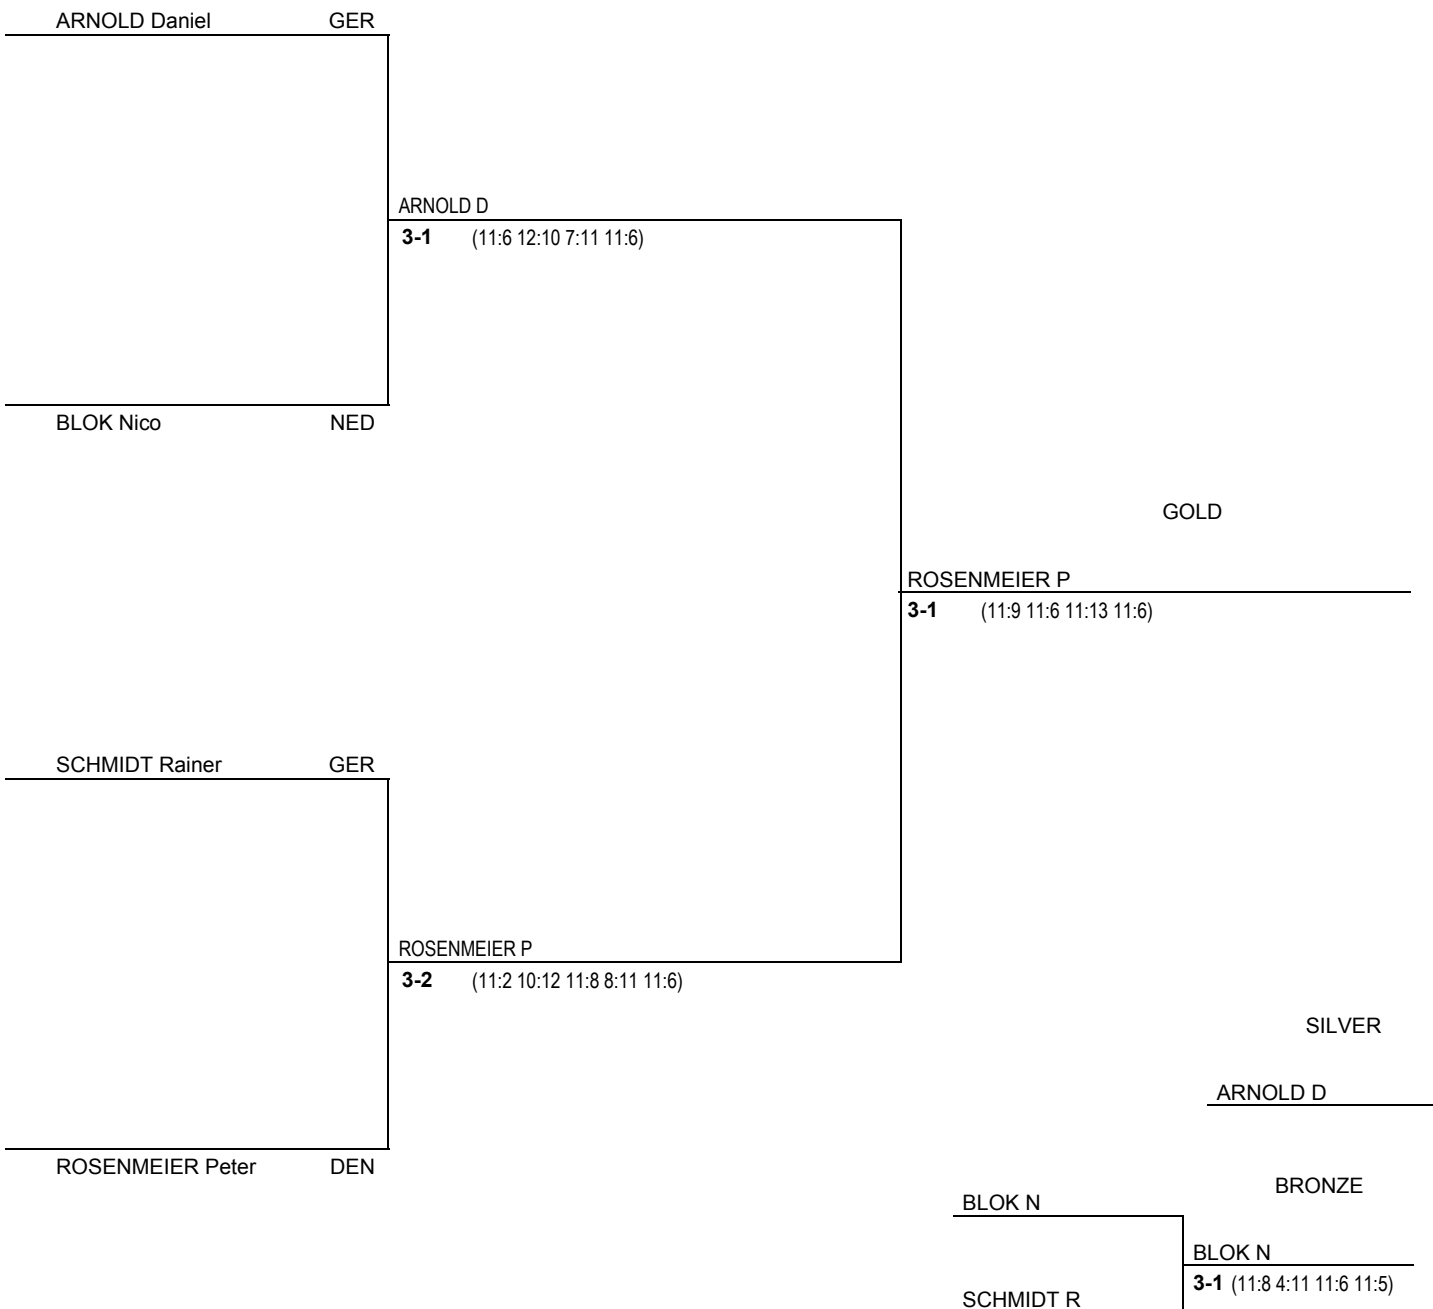 ARNOLD Daniel GER
ARNOLD D
3-1 (11:6 12:10 7:11 11:6)
BLOK Nico NED
GOLD
ROSENMEIER P
3-1 (11:9 11:6 11:13 11:6)
SCHMIDT Rainer GER
ROSENMEIER P
3-2 (11:2 10:12 11:8 8:11 11:6)
SILVER
ARNOLD D
ROSENMEIER Peter DEN
BRONZE
BLOK N
BLOK N
3-1 (11:8 4:11 11:6 11:5)
SCHMIDT R